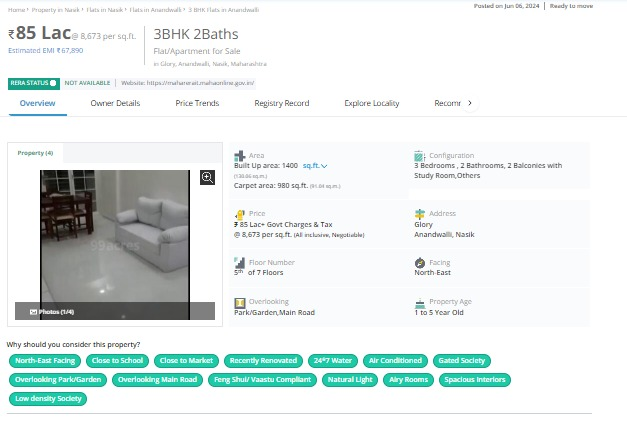 Home › Property in Nasik › Flats in Nasik › Flats in Anandwalli › 3 BHK Flats in Anandwalli
Posted on Jun 06, 2024 | Ready to move
₹85 Lac @ 8,673 per sq.ft.
Estimated EMI ₹67,890
3BHK 2Baths
Flat/Apartment for Sale
in Glory, Anandwalli, Nasik, Maharashtra
RERA STATUS NOT AVAILABLE Website: https://maharerait.mahaonline.gov.in/
Overview Owner Details Price Trends Registry Record Explore Locality Recomr
Property (4)
99acres
Photos (1/4)
Area
Built Up area: 1400 sq.ft.
(130.06 sq.m.)
Carpet area: 980 sq.ft. (91.04 sq.m.)
Configuration
3 Bedrooms , 2 Bathrooms, 2 Balconies with
Study Room,Others
Price
₹ 85 Lac+ Govt Charges & Tax
@ 8,673 per sq.ft. (All inclusive, Negotiable)
Address
Glory
Anandwalli, Nasik
Floor Number
5th of 7 Floors
Facing
North-East
Overlooking
Park/Garden,Main Road
Property Age
1 to 5 Year Old
Why should you consider this property?
North-East Facing Close to School Close to Market Recently Renovated 24*7 Water Air Conditioned Gated Society
Overlooking Park/Garden Overlooking Main Road Feng Shui/ Vaastu Compliant Natural Light Airy Rooms Spacious Interiors
Low density Society